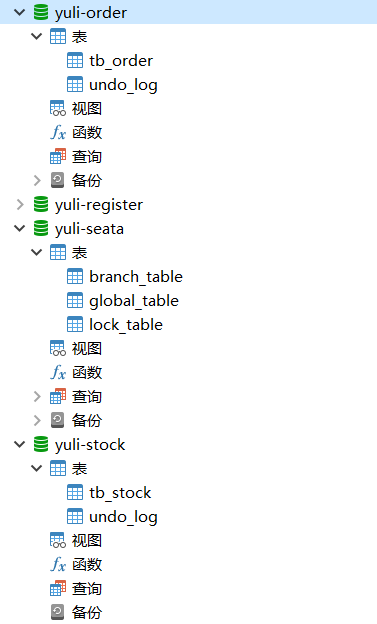 yuli-order
表
tb_order
undo_log
视图
fx 函数
查询
备份
yuli-register
yuli-seata
表
branch_table
global_table
lock_table
视图
fx 函数
查询
备份
yuli-stock
表
tb_stock
undo_log
视图
fx 函数
查询
备份